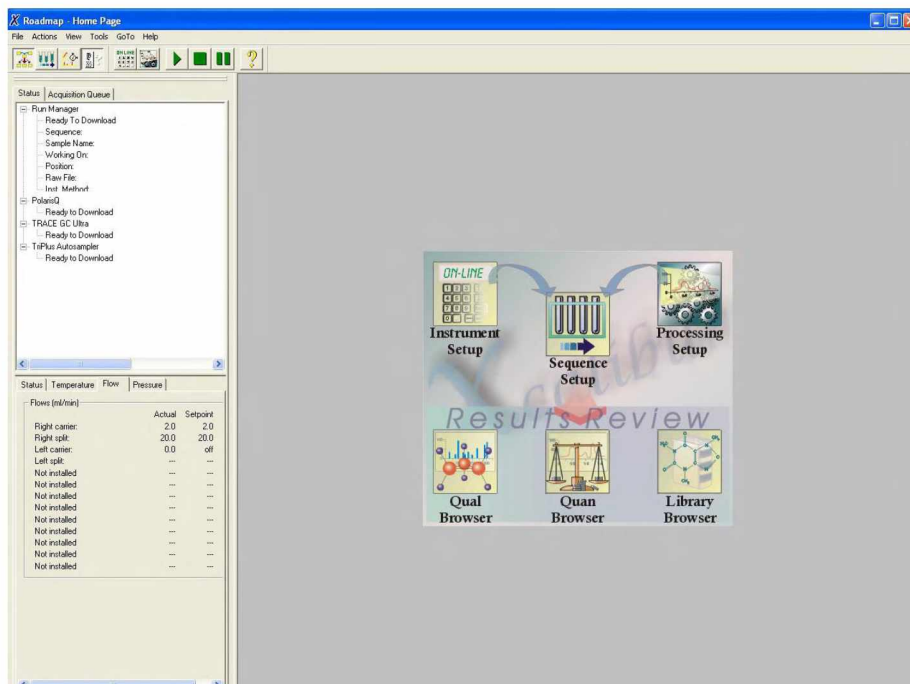 Roadmap - Home Page
File Actions View Tools GoTo Help
Status Acquisition Queue
Run Manager
Ready To Download
Sequence:
Sample Name:
Working On:
Position:
Raw File:
Inst. Method:
PolarisQ
Ready to Download
TRACE GC Ultra
Ready to Download
TriPlus Autosampler
Ready to Download
Status Temperature Flow Pressure
Flows (ml/min)
Actual Setpoint
Right carrier: 2.0 2.0
Right split: 20.0 20.0
Left carrier: 0.0 off
Left split: --- ---
Not installed --- ---
Not installed --- ---
Not installed --- ---
Not installed --- ---
Not installed --- ---
Not installed --- ---
Not installed --- ---
Not installed --- ---
Not installed --- ---
ON-LINE
Instrument Setup
Sequence Setup
Processing Setup
Xcalibur
Results Review
Qual Browser
Quan Browser
Library Browser